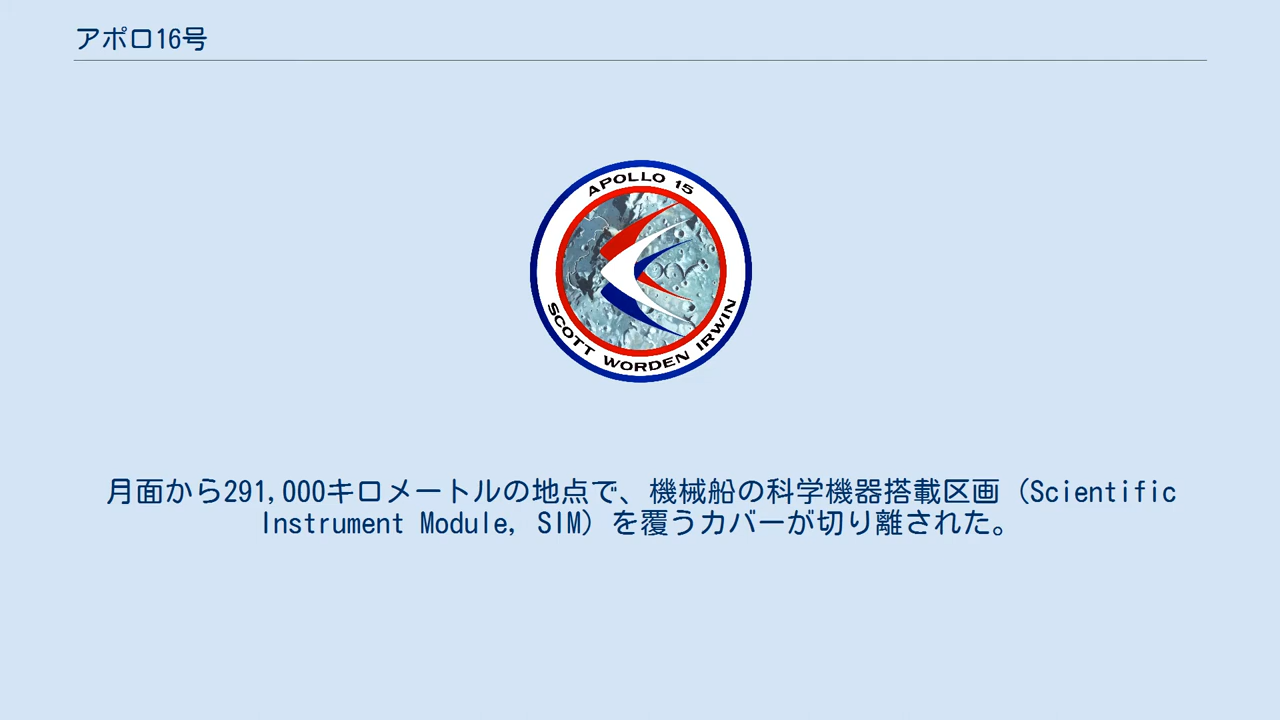 アポロ16号
APOLLO 15
SCOTT WORDEN IRWIN
月面から291,000キロメートルの地点で、機械船の科学機器搭載区画（Scientific
Instrument Module, SIM）を覆うカバーが切り離された。